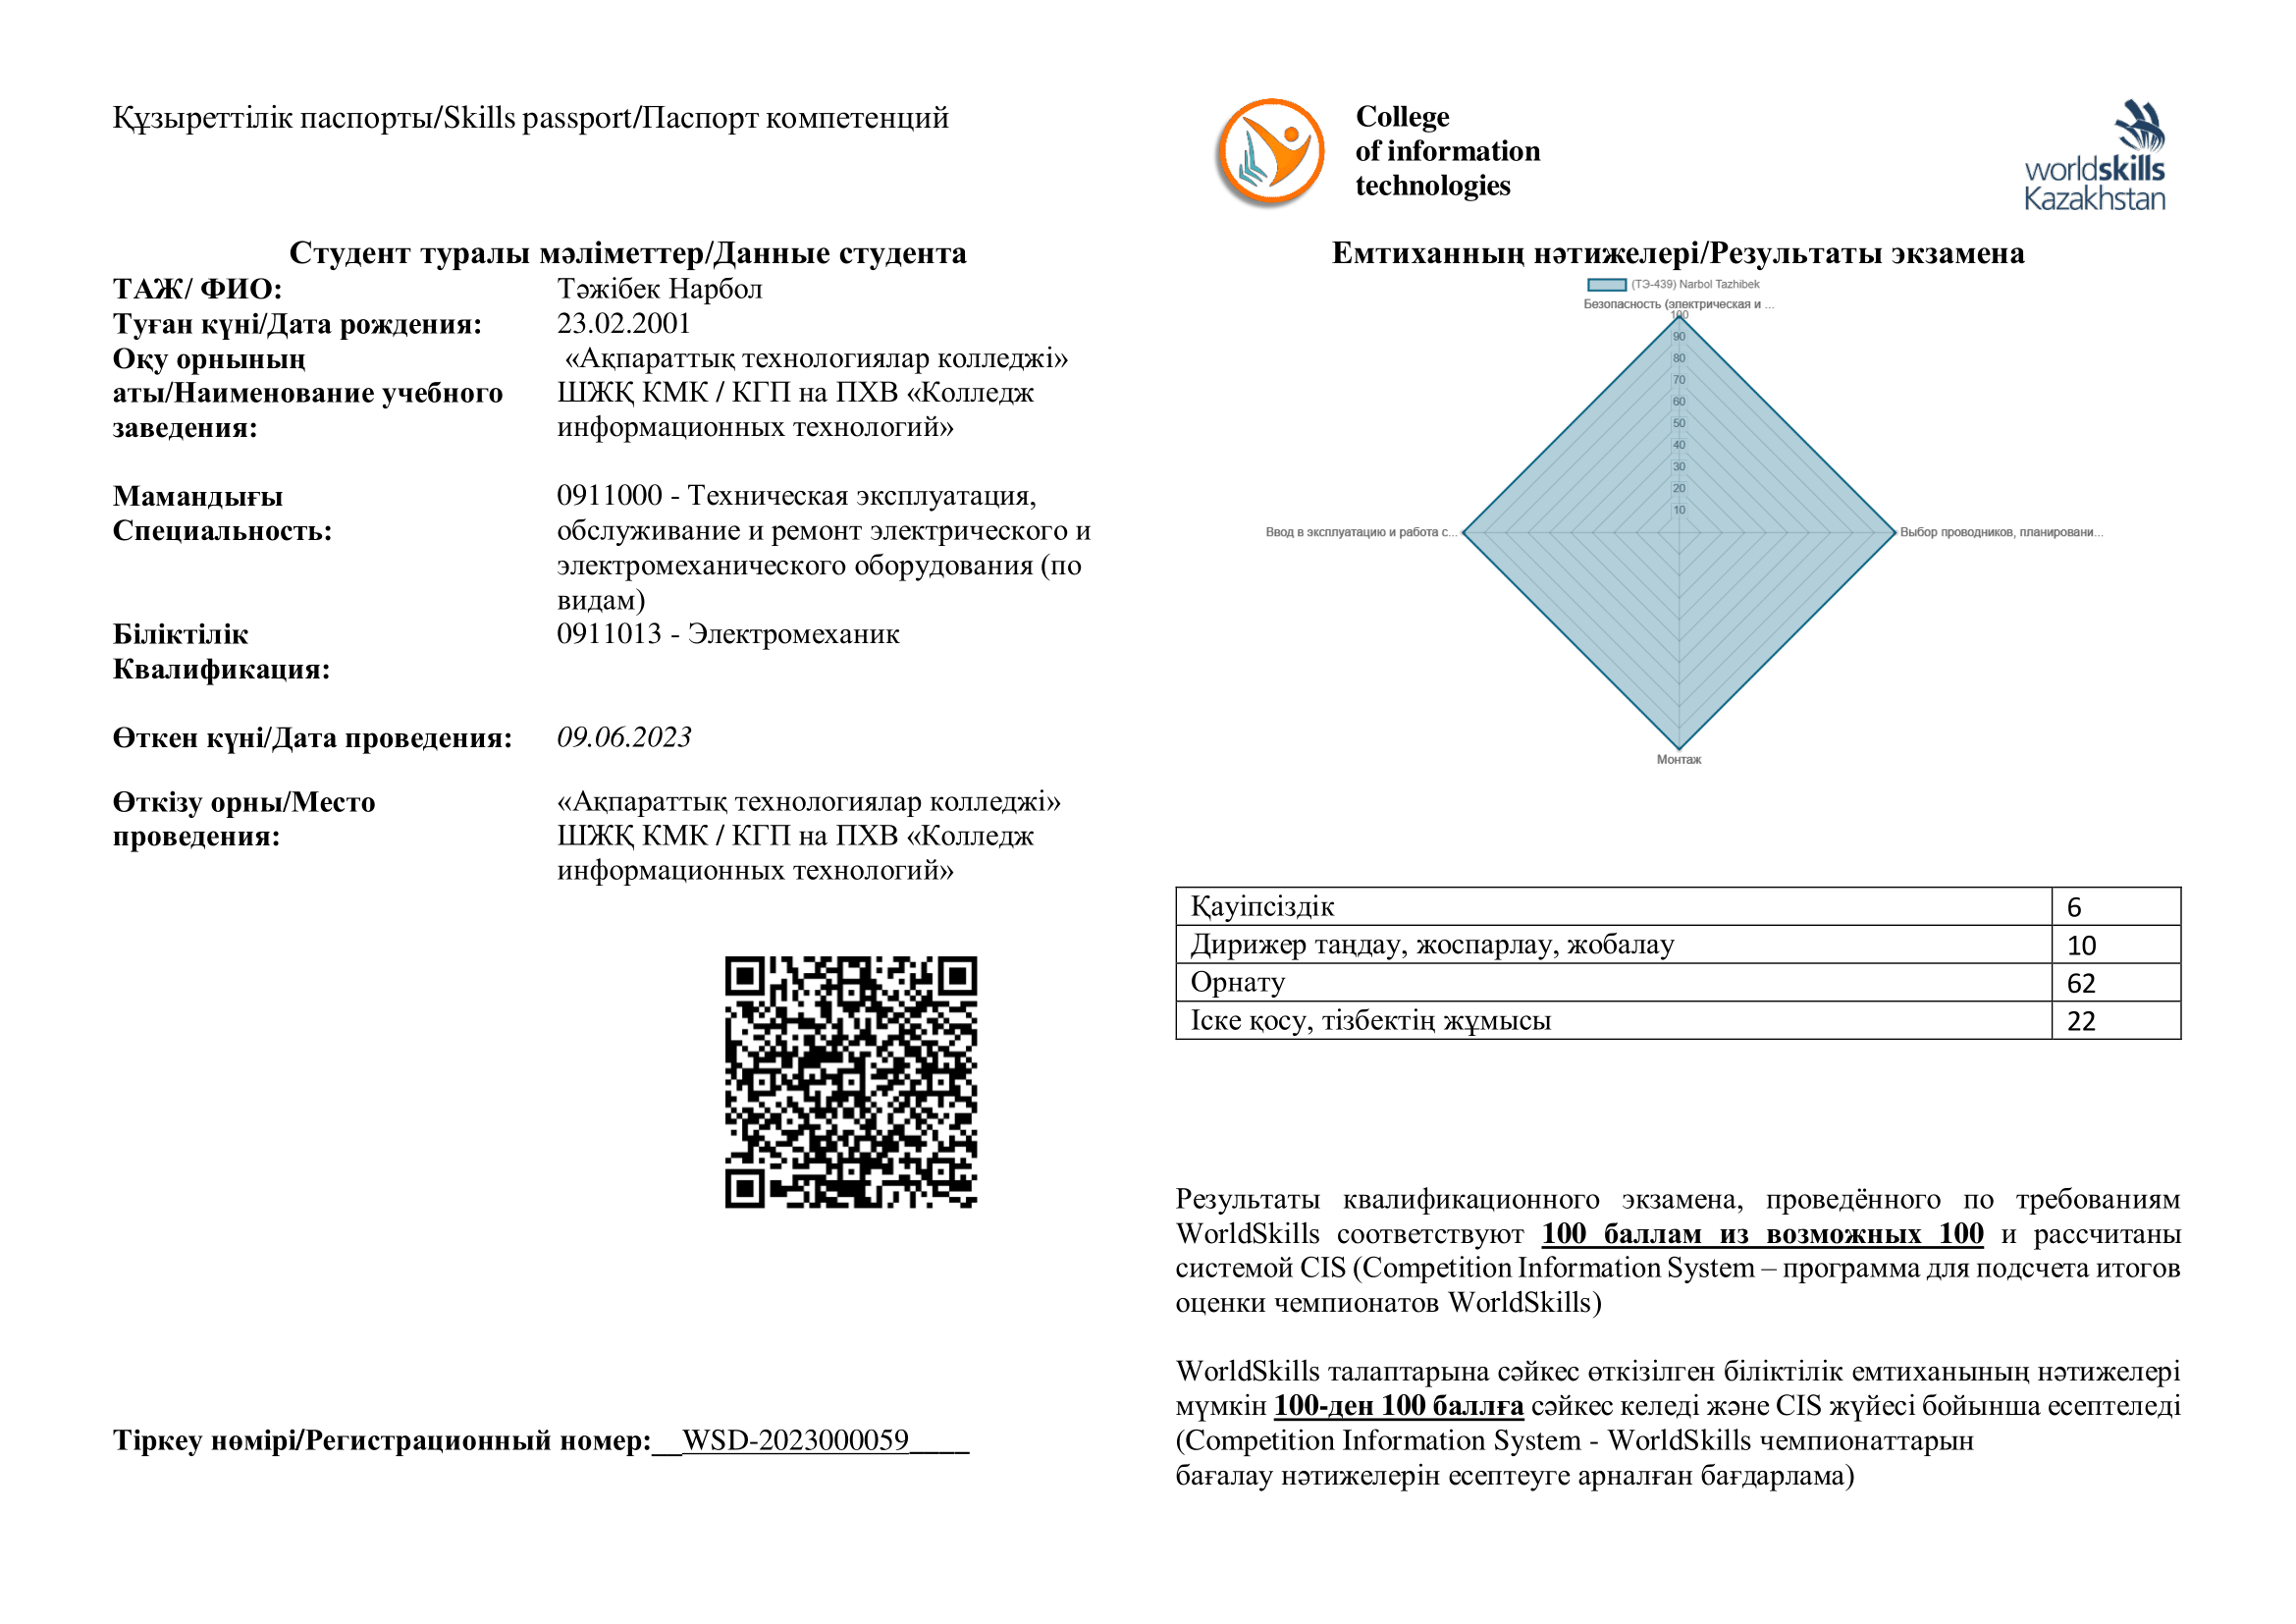 Құзыреттілік паспорты/Skills passport/Паспорт компетенций
Студент туралы мәліметтер/Данные студента
ТАЖ/ ФИО: Тәжібек Нарбол
Туған күні/Дата рождения: 23.02.2001
Оқу орнының «Ақпараттық технологиялар колледжі»
аты/Наименование учебного ШЖҚ КМК / КГП на ПХВ «Колледж
заведения: информационных технологий»
Мамандығы 0911000 - Техническая эксплуатация,
Специальность: обслуживание и ремонт электрического и
электромеханического оборудования (по
видам)
Біліктілік 0911013 - Электромеханик
Квалификация:
Өткен күні/Дата проведения: 09.06.2023
Өткізу орны/Место «Ақпараттық технологиялар колледжі»
проведения: ШЖҚ КМК / КГП на ПХВ «Колледж
информационных технологий»
Тіркеу нөмірі/Регистрационный номер:__WSD-2023000059____
College
of information
technologies
worldskills
Kazakhstan
Емтиханның нәтижелері/Результаты экзамена
(ТЭ-439) Narbol Tazhibek
Безопасность (электрическая и ...
100
90
80
70
60
50
40
30
20
10
Ввод в эксплуатацию и работа с...
Выбор проводников, планировани...
Монтаж
Қауіпсіздік 6
Дирижер таңдау, жоспарлау, жобалау 10
Орнату 62
Іске қосу, тізбектің жұмысы 22
Результаты квалификационного экзамена, проведённого по требованиям
WorldSkills соответствуют 100 баллам из возможных 100 и рассчитаны
системой CIS (Competition Information System – программа для подсчета итогов
оценки чемпионатов WorldSkills)
WorldSkills талаптарына сәйкес өткізілген біліктілік емтиханының нәтижелері
мүмкін 100-ден 100 баллға сәйкес келеді және CIS жүйесі бойынша есептеледі
(Competition Information System - WorldSkills чемпионаттарын
бағалау нәтижелерін есептеуге арналған бағдарлама)